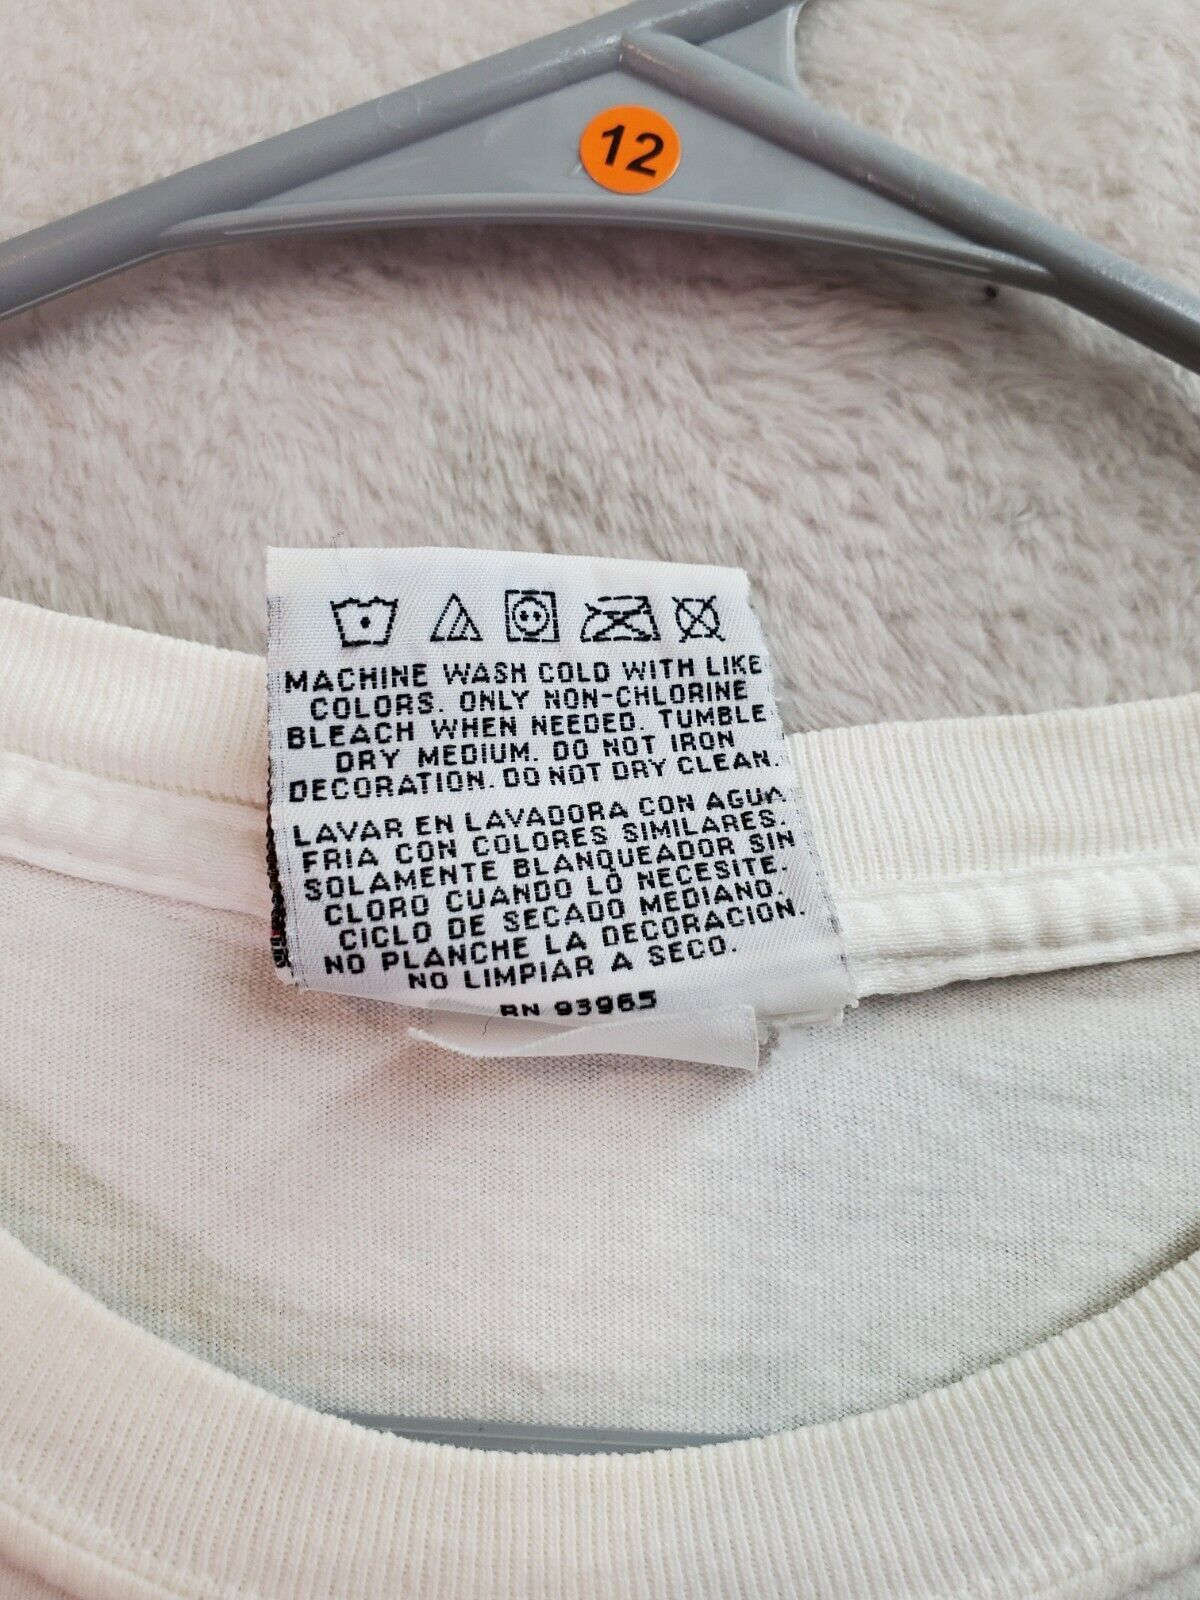 12
MACHINE WASH COLD WITH LIKE
COLORS. ONLY NON-CHLORINE
BLEACH WHEN NEEDED. TUMBLE
DRY MEDIUM. DO NOT IRON
DECORATION. DO NOT DRY CLEAN.
LAVAR EN LAVADORA CON AGUA
FRIA CON COLORES SIMILARES.
SOLAMENTE BLANQUEADOR SIN
CLORO CUANDO LO NECESITE.
CICLO DE SECADO MEDIANO.
NO PLANCHE LA DECORACION.
NO LIMPIAR A SECO.
RN 93965